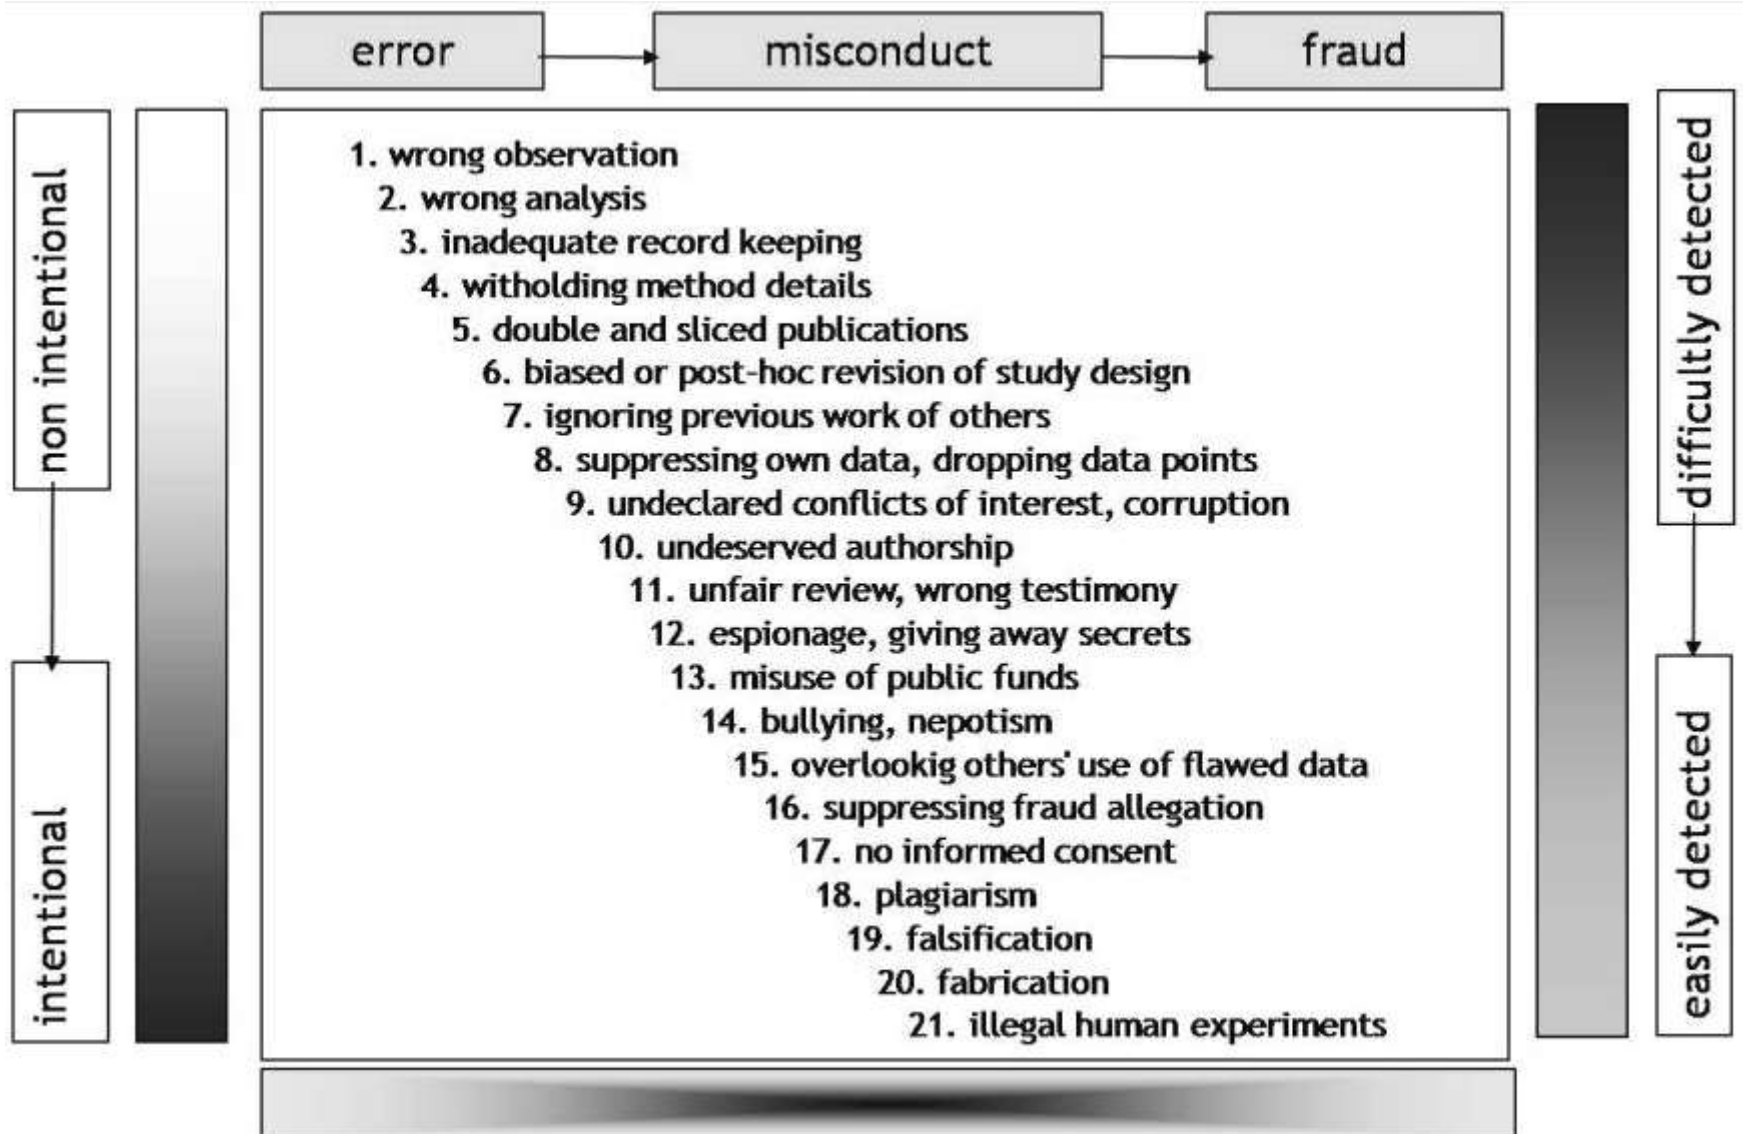 error misconduct fraud
non intentional
intentional
1. wrong observation
2. wrong analysis
3. inadequate record keeping
4. witholding method details
5. double and sliced publications
6. biased or post-hoc revision of study design
7. ignoring previous work of others
8. suppressing own data, dropping data points
9. undeclared conflicts of interest, corruption
10. undeserved authorship
11. unfair review, wrong testimony
12. espionage, giving away secrets
13. misuse of public funds
14. bullying, nepotism
15. overlookig others' use of flawed data
16. suppressing fraud allegation
17. no informed consent
18. plagiarism
19. falsification
20. fabrication
21. illegal human experiments
difficultly detected
easily detected